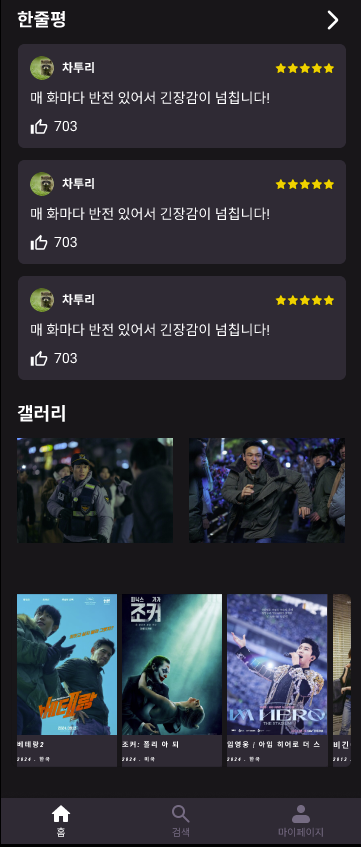 한줄평
차투리
매 화마다 반전 있어서 긴장감이 넘칩니다!
703
차투리
매 화마다 반전 있어서 긴장감이 넘칩니다!
703
차투리
매 화마다 반전 있어서 긴장감이 넘칩니다!
703
갤러리
베테랑
조커
IM HERO
THE STADIUM
베테랑2
조커: 폴리 아 되
임영웅 / 아임 히어로 더 스
비긴
2024 . 한국
2024 . 미국
2024 . 한국
2013 .
홈
검색
마이페이지